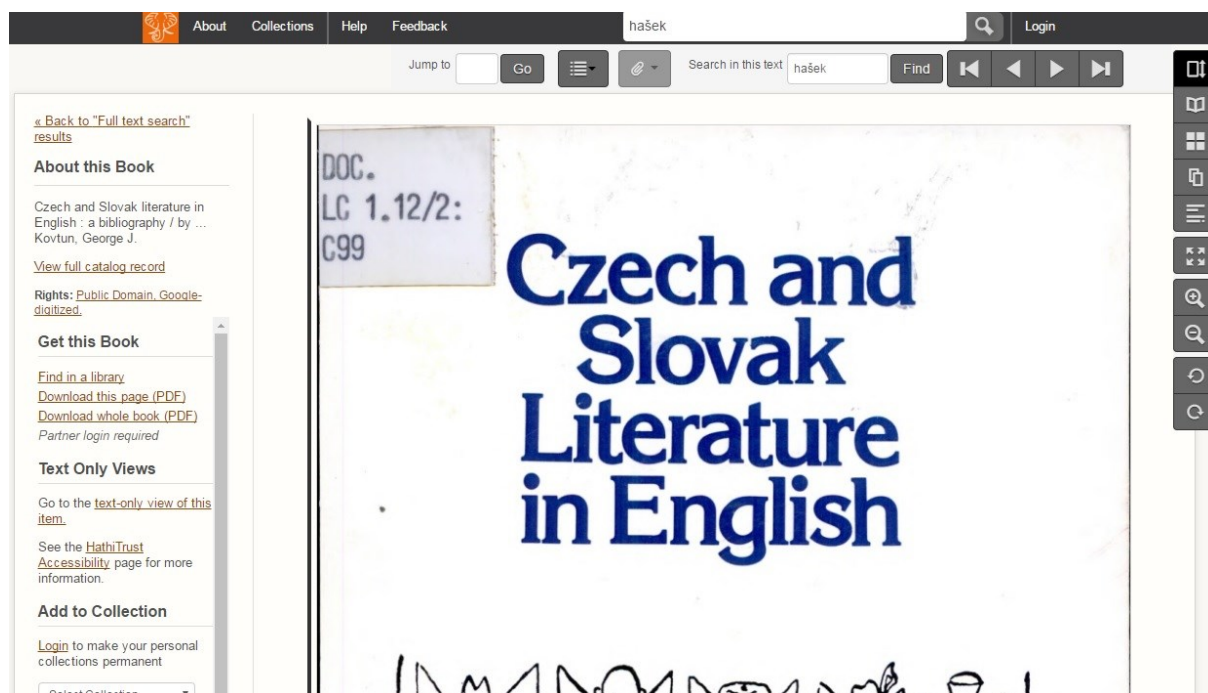 About Collections Help Feedback hašek Login
Jump to Go Search in this text hašek Find
« Back to "Full text search"
results
About this Book
Czech and Slovak literature in
English : a bibliography / by ...
Kovtun, George J.
View full catalog record
Rights: Public Domain, Google-
digitized.
Get this Book
Find in a library
Download this page (PDF)
Download whole book (PDF)
Partner login required
Text Only Views
Go to the text-only view of this
item.
See the HathiTrust
Accessibility page for more
information.
Add to Collection
Login to make your personal
collections permanent
Select Collection
DOC.
LC 1.12/2:
C99
Czech and
Slovak
Literature
in English